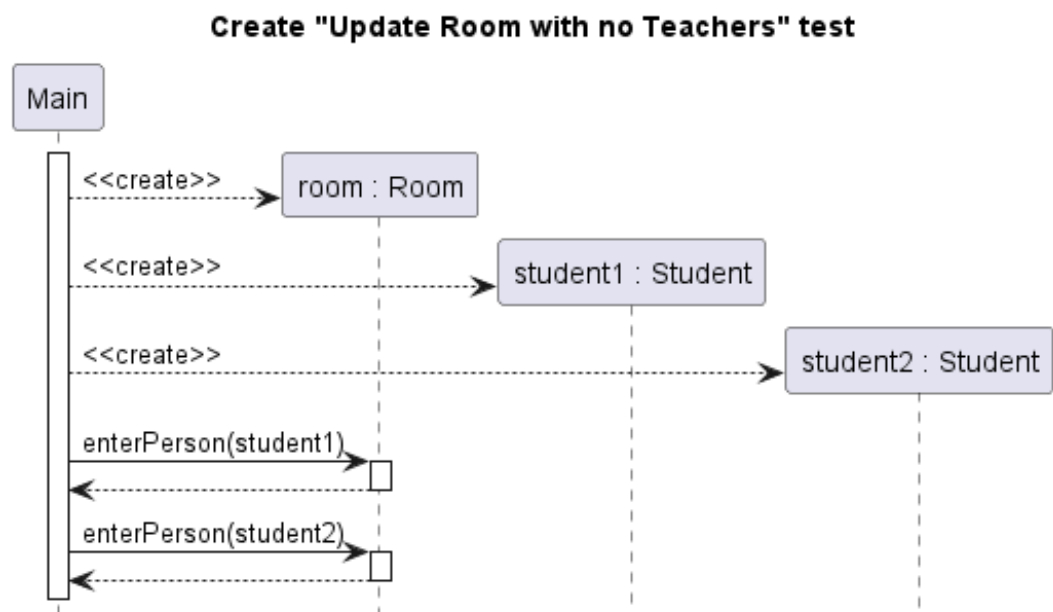 Create "Update Room with no Teachers" test
Main
<<create>>
room : Room
<<create>>
student1 : Student
<<create>>
student2 : Student
enterPerson(student1)
enterPerson(student2)